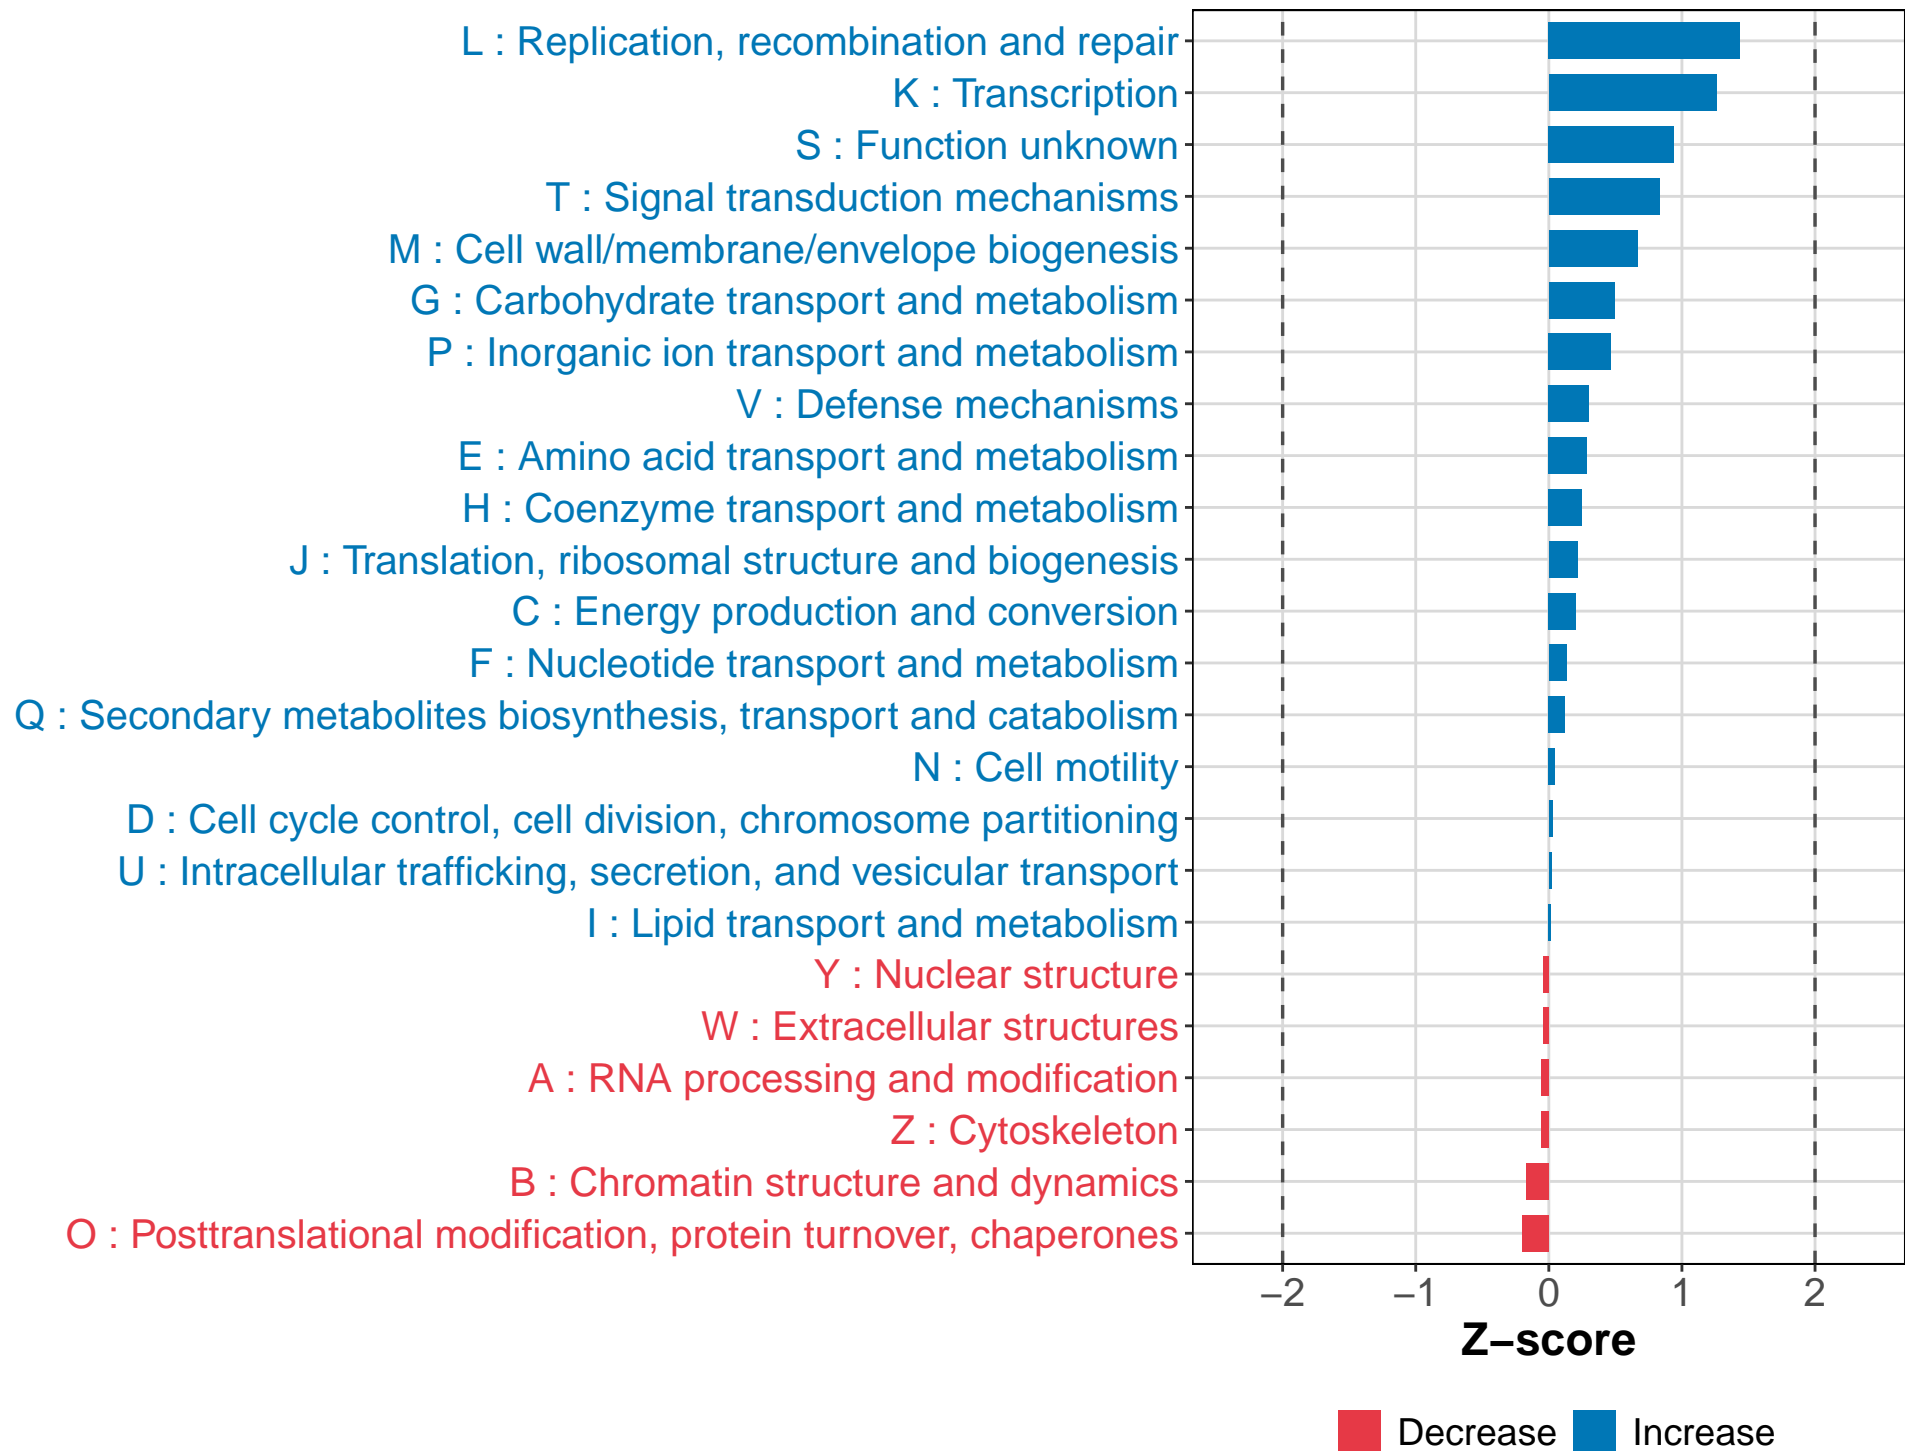 L : Replication, recombination and repair
K : Transcription
S : Function unknown
T : Signal transduction mechanisms
M : Cell wall/membrane/envelope biogenesis
G : Carbohydrate transport and metabolism
P : Inorganic ion transport and metabolism
V : Defense mechanisms
E : Amino acid transport and metabolism
H : Coenzyme transport and metabolism
J : Translation, ribosomal structure and biogenesis
C : Energy production and conversion
F : Nucleotide transport and metabolism
Q : Secondary metabolites biosynthesis, transport and catabolism
N : Cell motility
D : Cell cycle control, cell division, chromosome partitioning
U : Intracellular trafficking, secretion, and vesicular transport
I : Lipid transport and metabolism
Y : Nuclear structure
W : Extracellular structures
A : RNA processing and modification
Z : Cytoskeleton
B : Chromatin structure and dynamics
O : Posttranslational modification, protein turnover, chaperones
−2 −1 0 1 2
Z−score
Decrease Increase